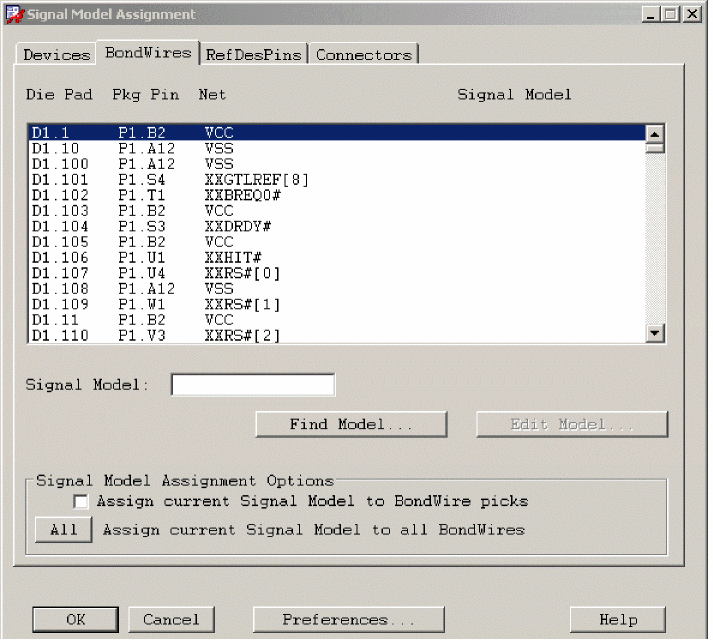 Signal Model Assignment
Devices BondWires RefDesPins Connectors
Die Pad Pkg Pin Net Signal Model
D1.1 P1.B2 VCC
D1.10 P1.A12 VSS
D1.100 P1.A12 VSS
D1.101 P1.S4 XXGTLREF[8]
D1.102 P1.T1 XXBREQ0#
D1.103 P1.B2 VCC
D1.104 P1.S3 XXDRDY#
D1.105 P1.B2 VCC
D1.106 P1.U1 XXHIT#
D1.107 P1.U4 XXRS#[0]
D1.108 P1.A12 VSS
D1.109 P1.W1 XXRS#[1]
D1.11 P1.B2 VCC
D1.110 P1.V3 XXRS#[2]
Signal Model:
Find Model... Edit Model...
Signal Model Assignment Options
Assign current Signal Model to BondWire picks
All Assign current Signal Model to all BondWires
OK Cancel Preferences... Help